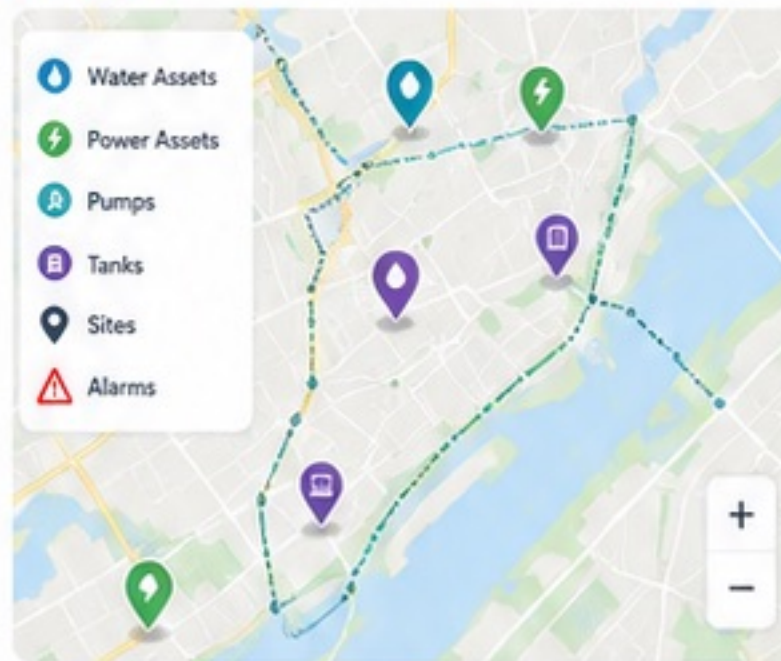 Water Assets
Power Assets
Pumps
Tanks
Sites
Alarms
+
−